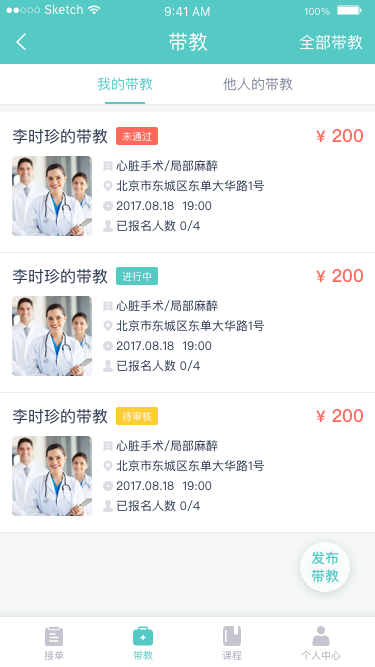 Sketch 9:41 AM 100%
带教 全部带教
我的带教 他人的带教
李时珍的带教 未通过 ¥ 200
心脏手术/局部麻醉
北京市东城区东单大华路1号
2017.08.18 19:00
已报名人数 0/4
李时珍的带教 进行中 ¥ 200
心脏手术/局部麻醉
北京市东城区东单大华路1号
2017.08.18 19:00
已报名人数 0/4
李时珍的带教 待审核 ¥ 200
心脏手术/局部麻醉
北京市东城区东单大华路1号
2017.08.18 19:00
已报名人数 0/4
发布
带教
接单 带教 课程 个人中心